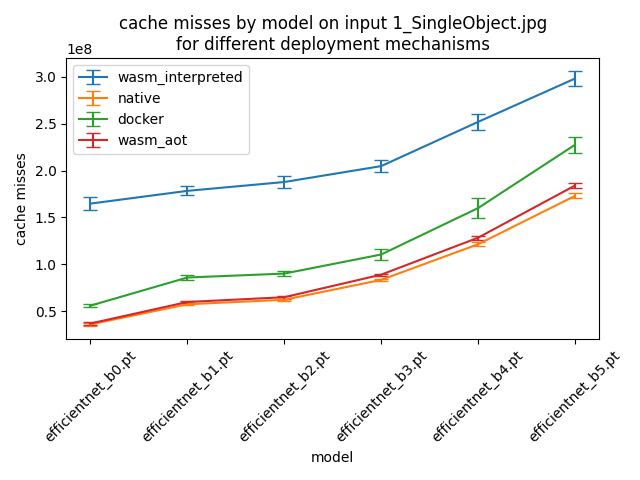 cache misses by model on input 1_SingleObject.jpg
for different deployment mechanisms
1e8
3.0
2.5
2.0
1.5
1.0
0.5
cache misses
wasm_interpreted
native
docker
wasm_aot
efficientnet_b0.pt
efficientnet_b1.pt
efficientnet_b2.pt
efficientnet_b3.pt
efficientnet_b4.pt
efficientnet_b5.pt
model